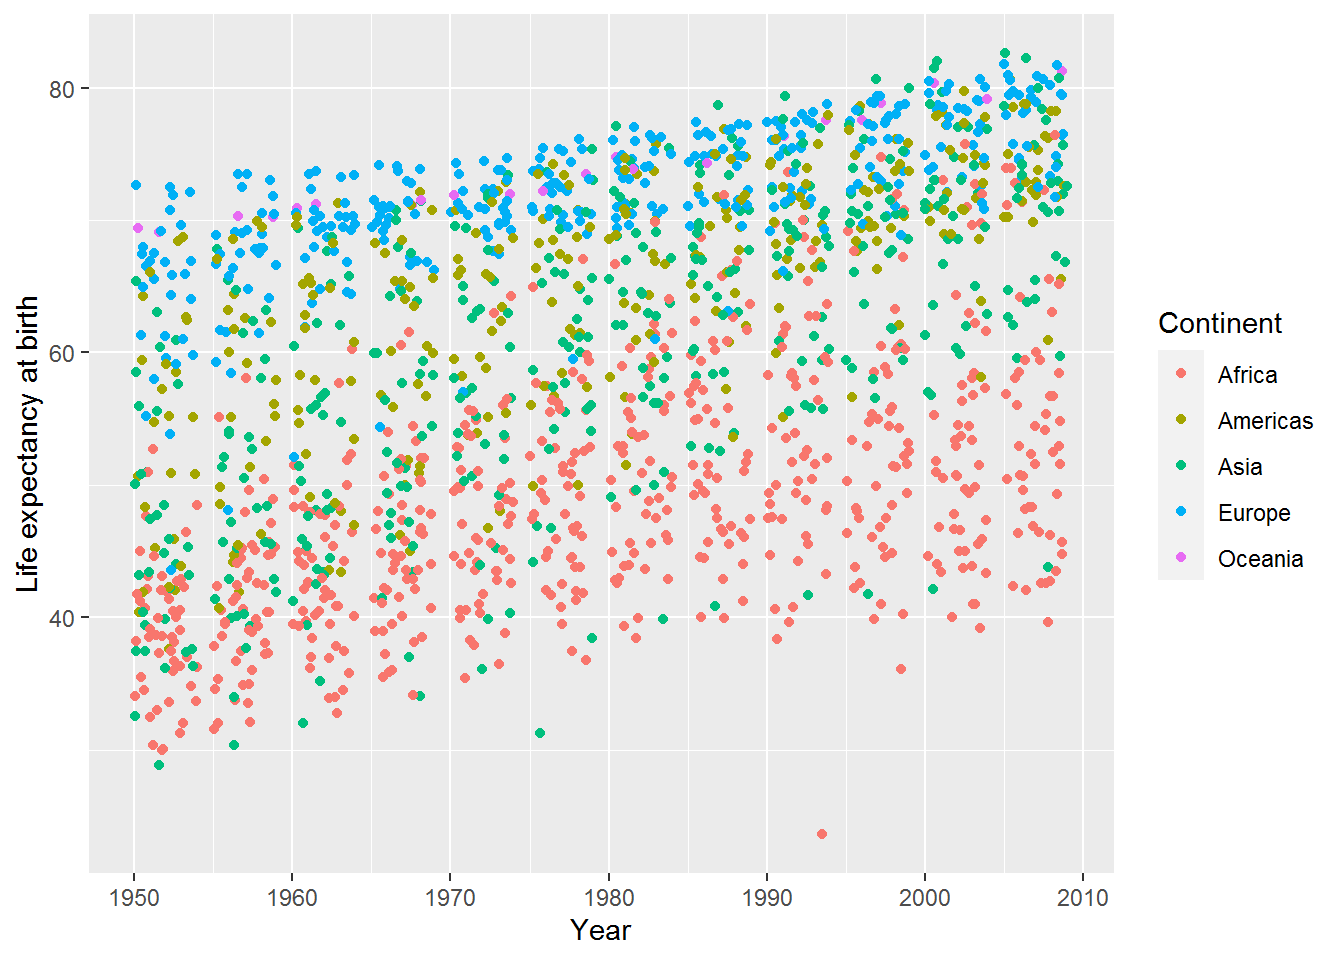 80
60
40
Life expectancy at birth
1950 1960 1970 1980 1990 2000 2010
Year
Continent
Africa
Americas
Asia
Europe
Oceania